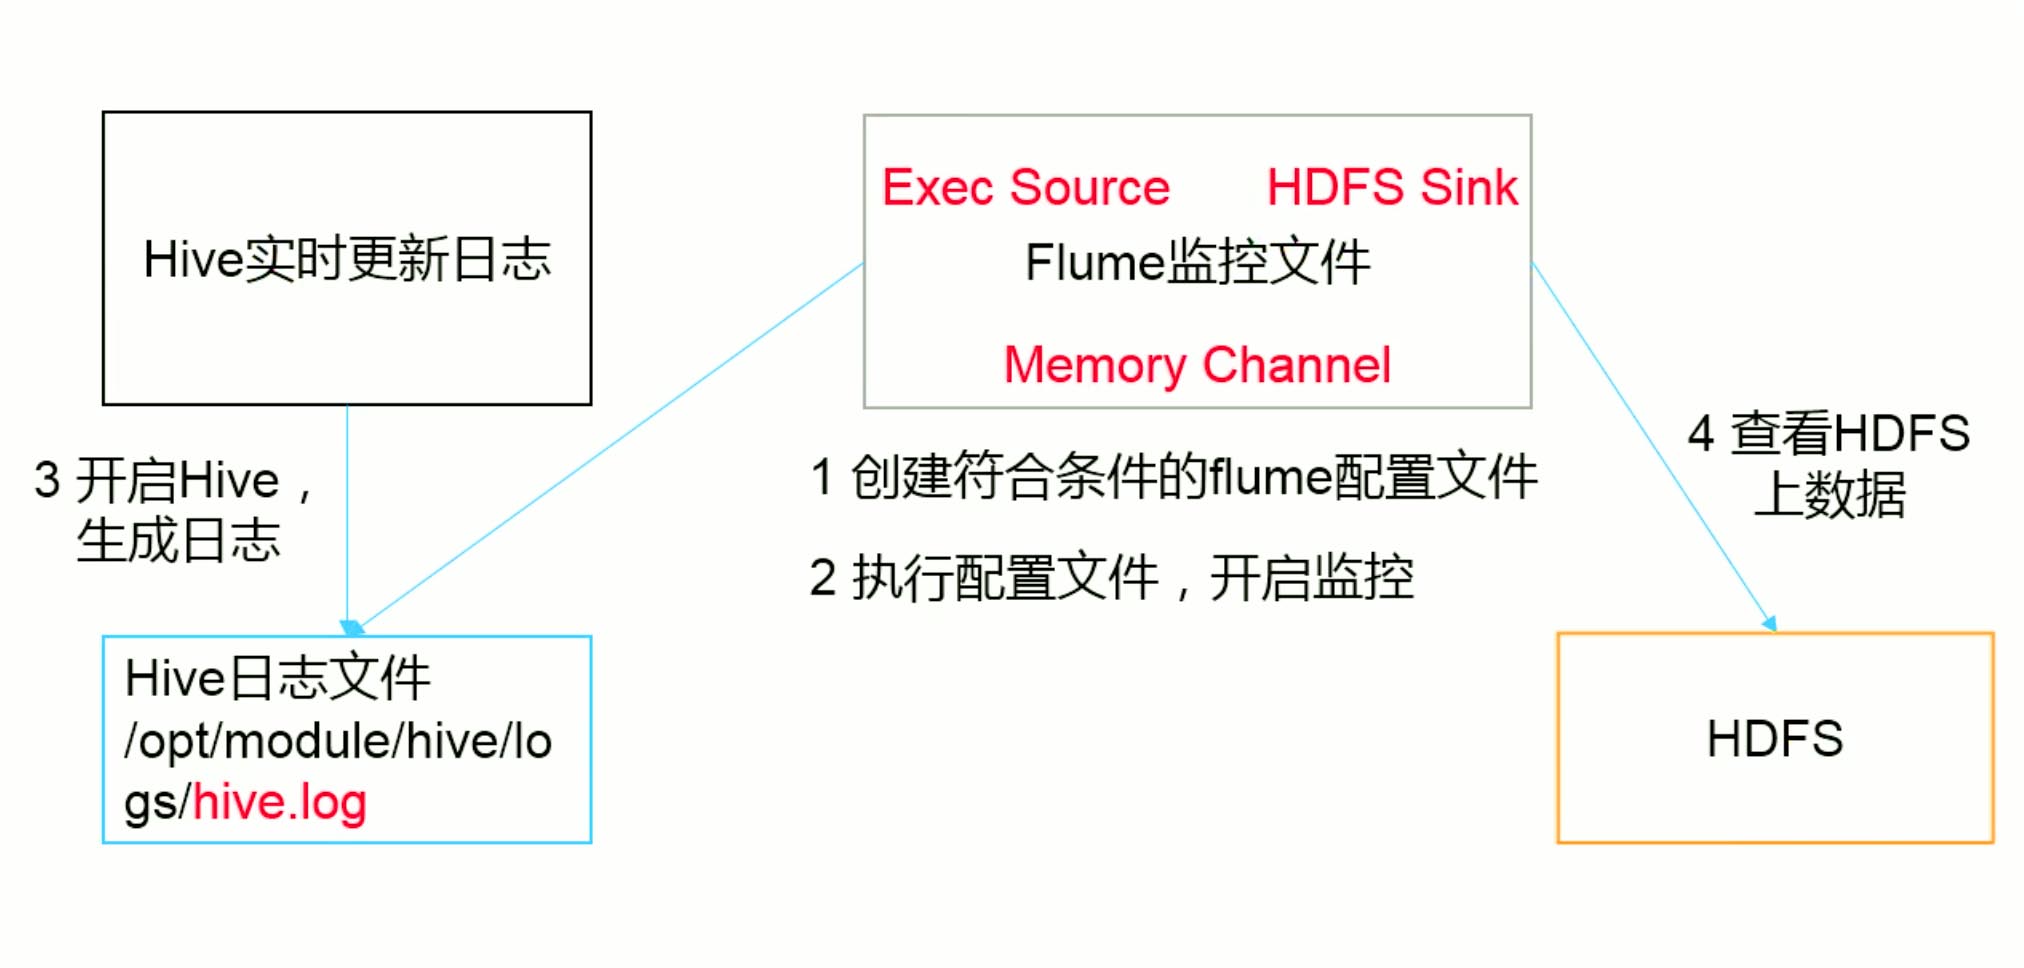 Hive实时更新日志
Exec Source HDFS Sink
Flume监控文件
Memory Channel
3 开启Hive，
生成日志
1 创建符合条件的flume配置文件
2 执行配置文件，开启监控
4 查看HDFS
上数据
Hive日志文件
/opt/module/hive/lo
gs/hive.log
HDFS